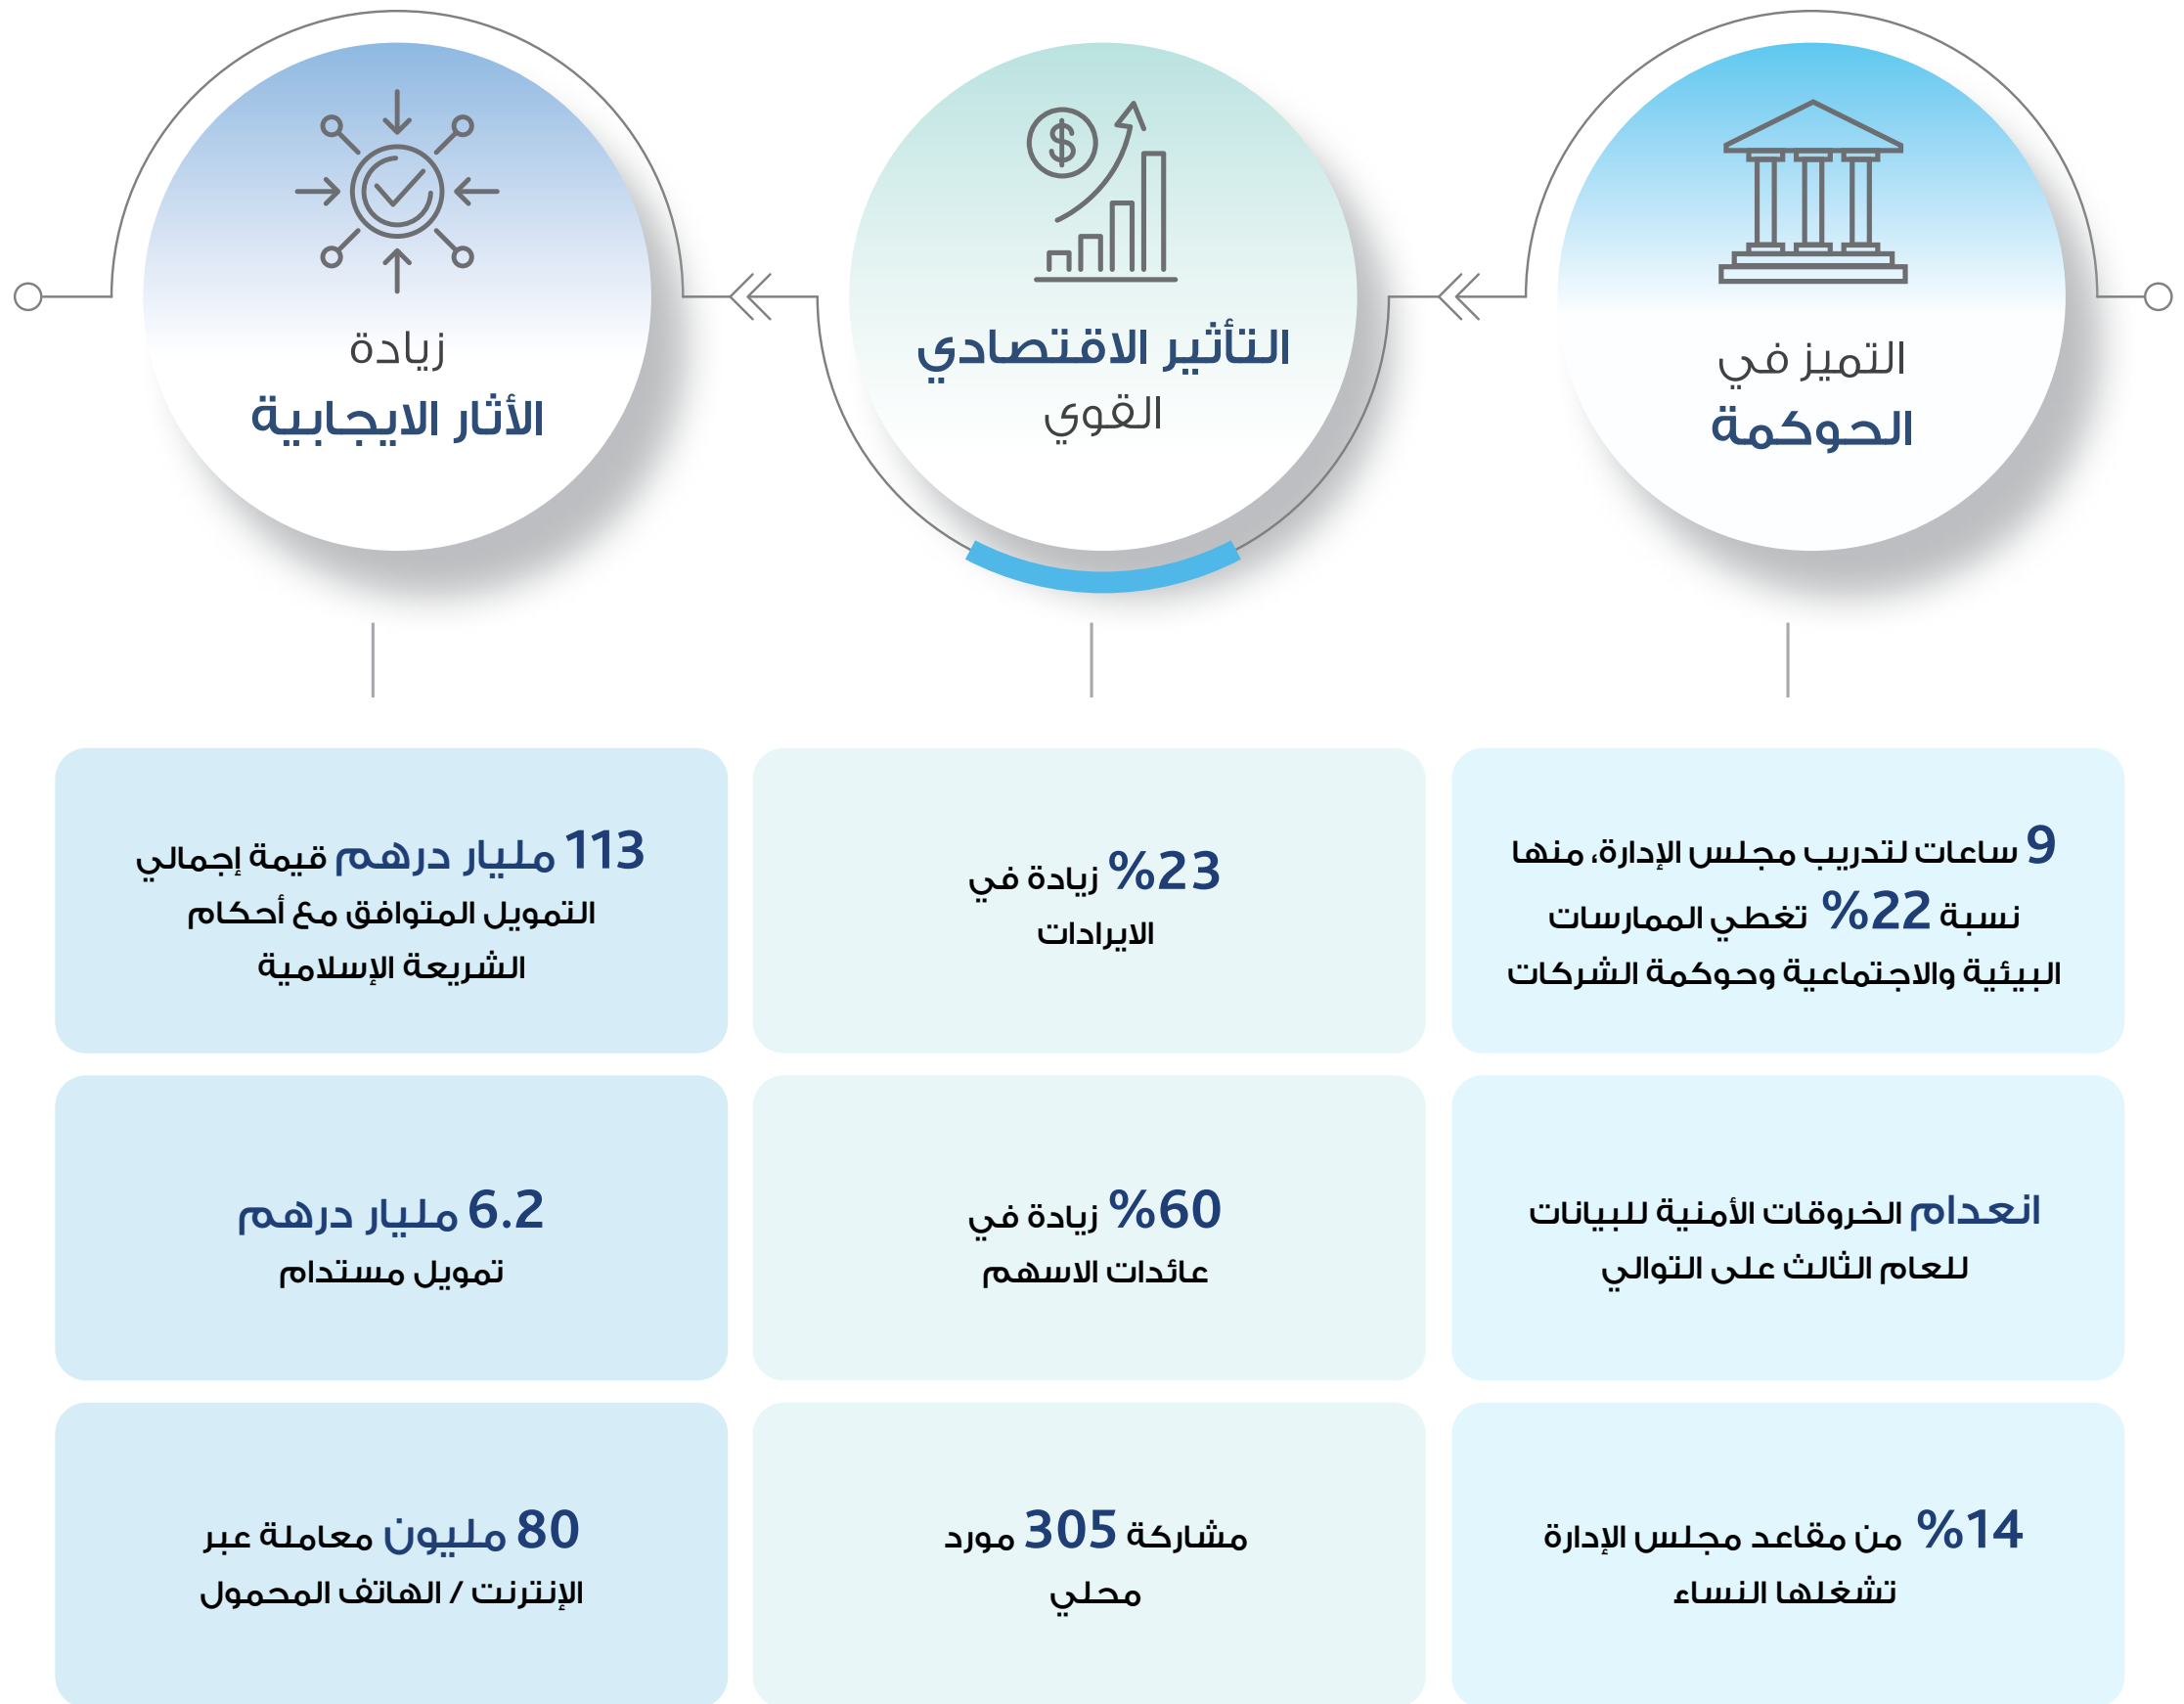 التميز في
الحوكمة
التأثير الاقتصادي
القوي
زيادة
الأثار الايجابية
9 ساعات لتدريب مجلس الإدارة، منها
نسبة 22% تغطي الممارسات
البيئية والاجتماعية وحوكمة الشركات
23% زيادة في
الايرادات
113 مليار درهم قيمة إجمالي
التمويل المتوافق مع أحكام
الشريعة الإسلامية
انعدام الخروقات الأمنية للبيانات
للعام الثالث على التوالي
60% زيادة في
عائدات الاسهم
6.2 مليار درهم
تمويل مستدام
14% من مقاعد مجلس الإدارة
تشغلها النساء
مشاركة 305 مورد
محلي
80 مليون معاملة عبر
الإنترنت / الهاتف المحمول